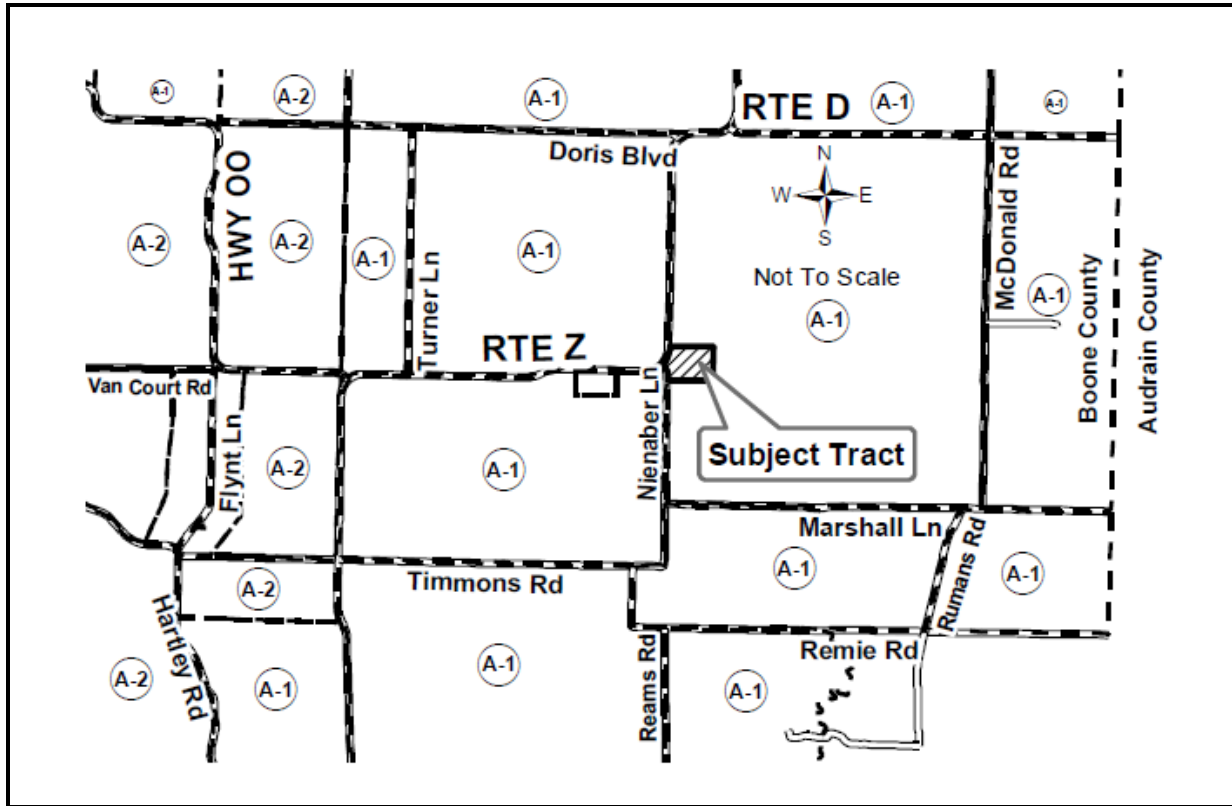 A-1
A-2
A-1
RTE D
A-1
A-1
Doris Blvd
N
W
E
S
Not To Scale
A-1
HWY OO
A-2
A-2
A-1
Turner Ln
A-1
McDonald Rd
A-1
Boone County
Audrain County
RTE Z
Van Court Rd
Flynt Ln
A-2
A-1
Nienaber Ln
Subject Tract
Marshall Ln
Rumans Rd
A-1
A-1
Timmons Rd
A-2
Hartley Rd
A-2
A-1
A-1
Reams Rd
Remie Rd
A-1